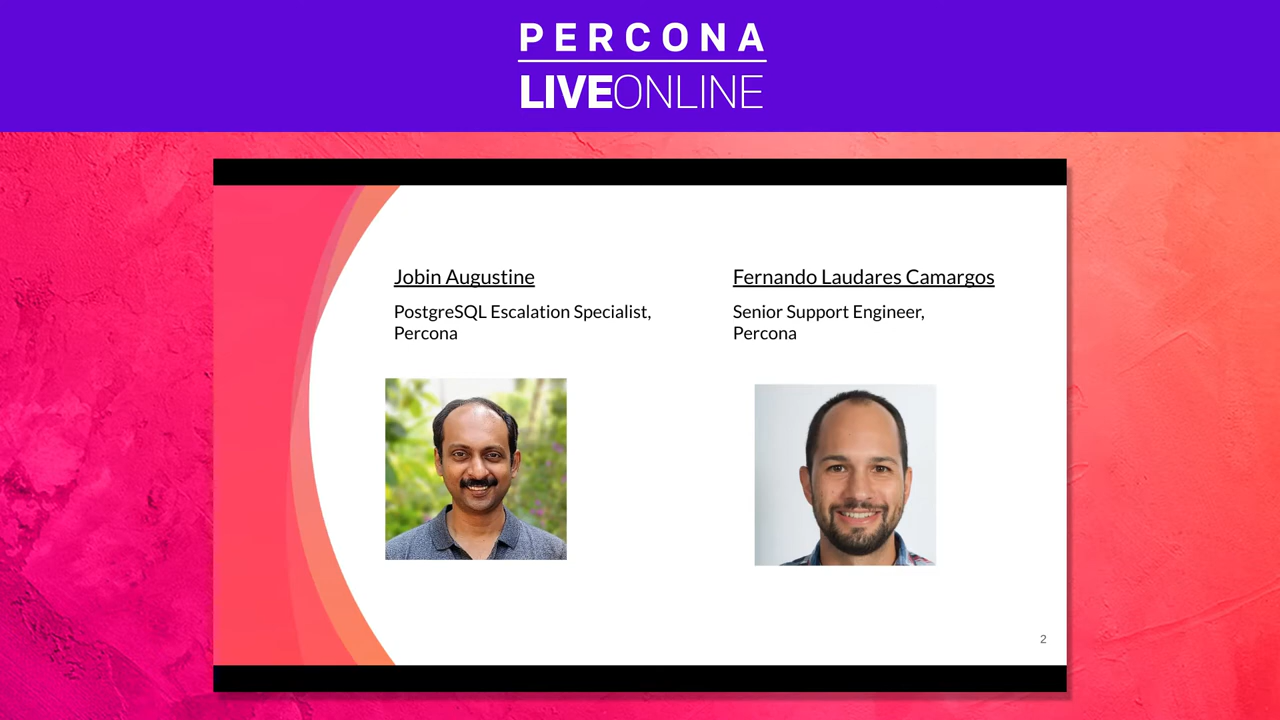 PERCONA
LIVEONLINE
Jobin Augustine
PostgreSQL Escalation Specialist,
Percona
Fernando Laudares Camargos
Senior Support Engineer,
Percona
2